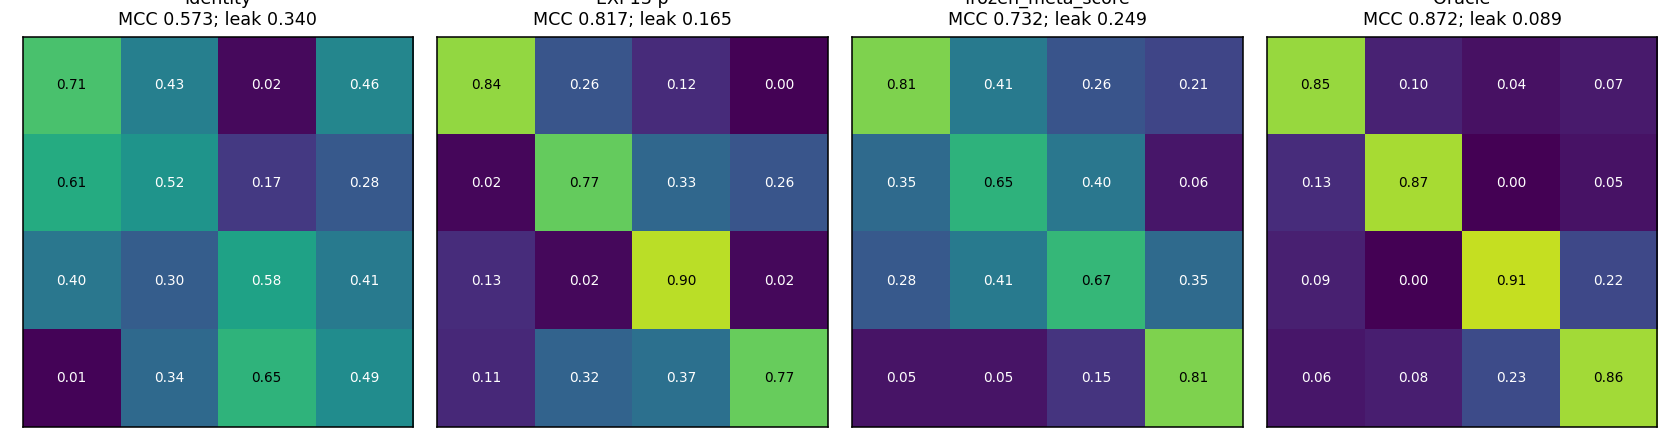 Identity
MCC 0.573; leak 0.340
MCC 0.817; leak 0.165
frozen_meta_score
MCC 0.732; leak 0.249
Oracle
MCC 0.872; leak 0.089
0.71 0.43 0.02 0.46
0.61 0.52 0.17 0.28
0.40 0.30 0.58 0.41
0.01 0.34 0.65 0.49
0.84 0.26 0.12 0.00
0.02 0.77 0.33 0.26
0.13 0.02 0.90 0.02
0.11 0.32 0.37 0.77
0.81 0.41 0.26 0.21
0.35 0.65 0.40 0.06
0.28 0.41 0.67 0.35
0.05 0.05 0.15 0.81
0.85 0.10 0.04 0.07
0.13 0.87 0.00 0.05
0.09 0.00 0.91 0.22
0.06 0.08 0.23 0.86